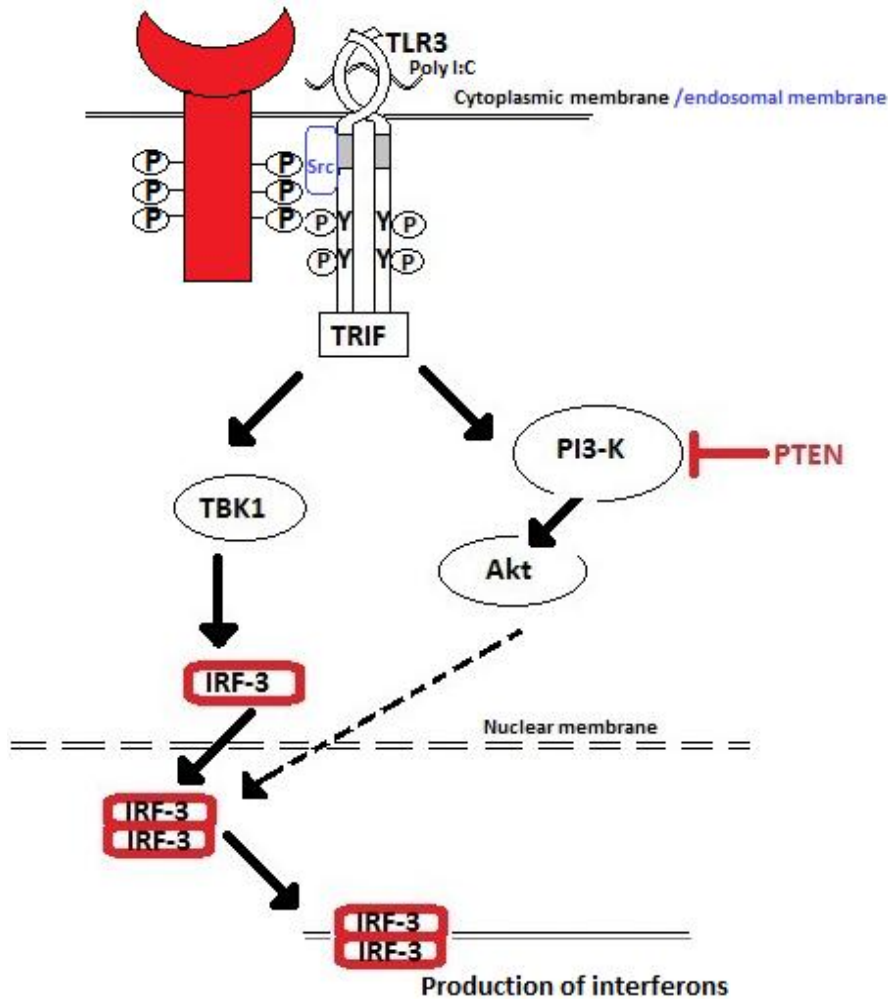 TLR3
Poly I:C
Cytoplasmic membrane /endosomal membrane
P P Src
P P
P P P Y Y P
P Y Y P
TRIF
PI3-K PTEN
TBK1
Akt
IRF-3
Nuclear membrane
IRF-3
IRF-3
IRF-3
IRF-3
Production of interferons